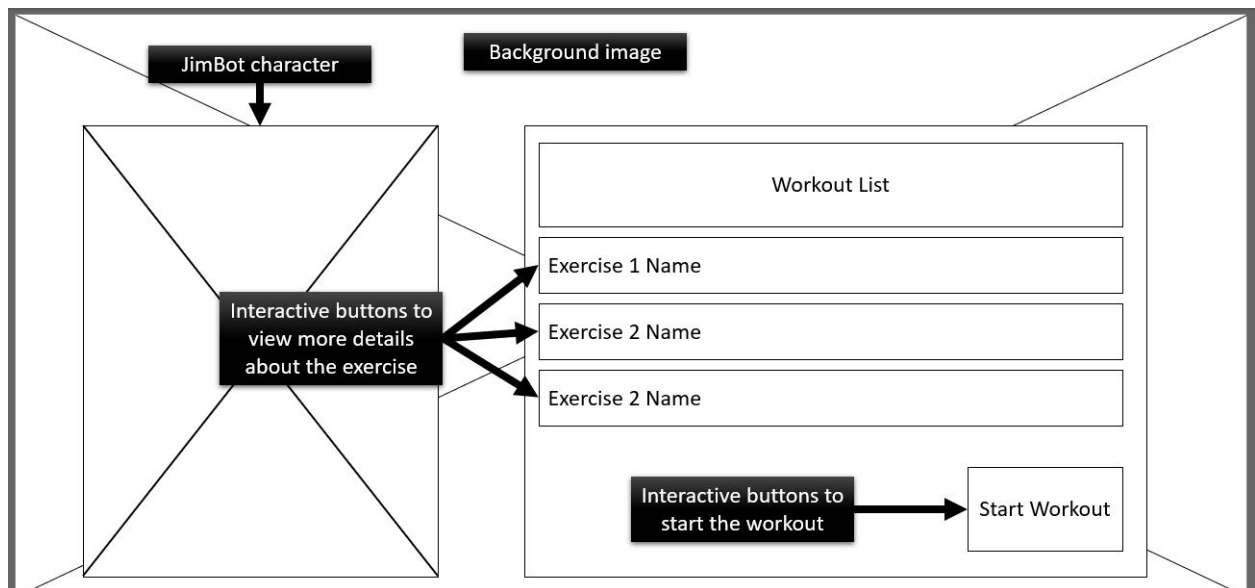 Background image
JimBot character
Workout List
Exercise 1 Name
Interactive buttons to
view more details
about the exercise
Exercise 2 Name
Exercise 2 Name
Interactive buttons to
start the workout
Start Workout